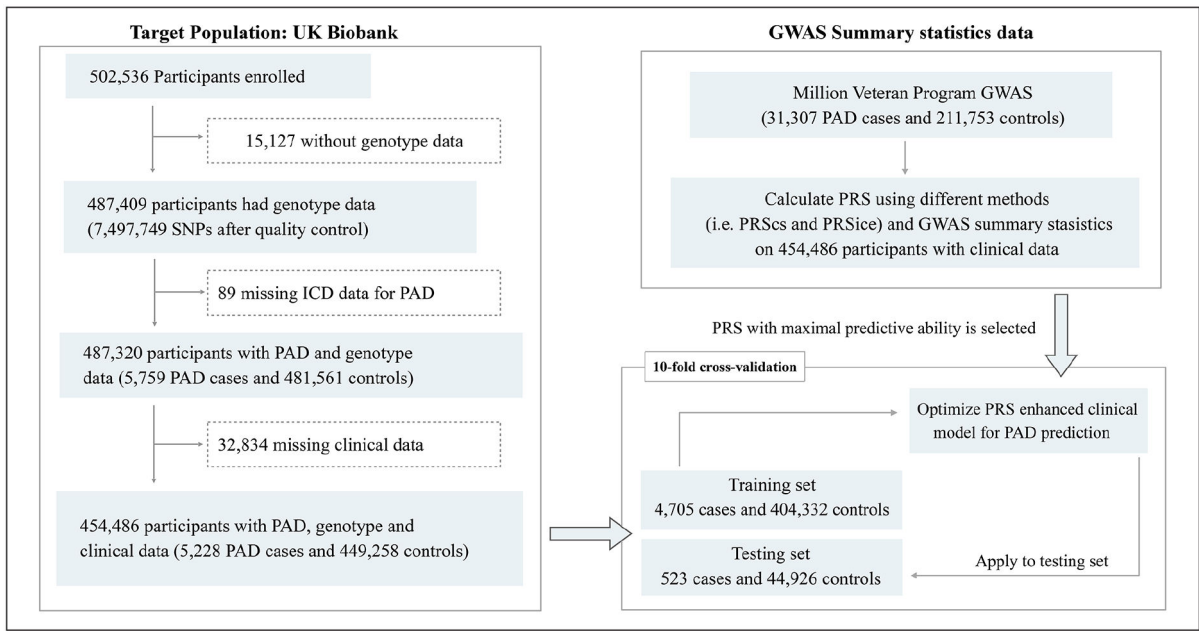 Target Population: UK Biobank
502,536 Participants enrolled
15,127 without genotype data
487,409 participants had genotype data
(7,497,749 SNPs after quality control)
89 missing ICD data for PAD
487,320 participants with PAD and genotype
data (5,759 PAD cases and 481,561 controls)
32,834 missing clinical data
454,486 participants with PAD, genotype and
clinical data (5,228 PAD cases and 449,258 controls)
GWAS Summary statistics data
Million Veteran Program GWAS
(31,307 PAD cases and 211,753 controls)
Calculate PRS using different methods
(i.e. PRScs and PRSice) and GWAS summary stasistics
on 454,486 participants with clinical data
PRS with maximal predictive ability is selected
10-fold cross-validation
Optimize PRS enhanced clinical
model for PAD prediction
Training set
4,705 cases and 404,332 controls
Testing set
523 cases and 44,926 controls
Apply to testing set